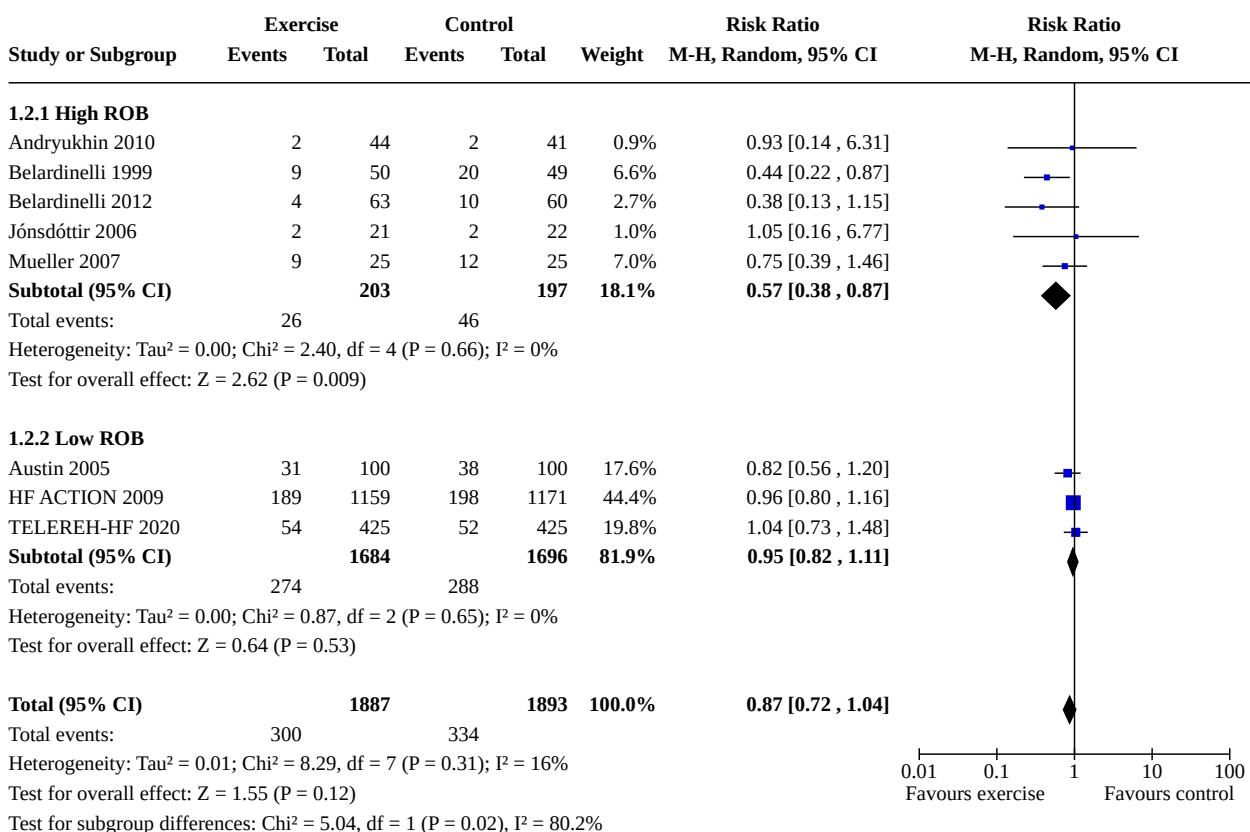 Exercise Control Risk Ratio Risk Ratio
Study or Subgroup Events Total Events Total Weight M-H, Random, 95% CI M-H, Random, 95% CI
1.2.1 High ROB
Andryukhin 2010 2 44 2 41 0.9% 0.93 [0.14 , 6.31]
Belardinelli 1999 9 50 20 49 6.6% 0.44 [0.22 , 0.87]
Belardinelli 2012 4 63 10 60 2.7% 0.38 [0.13 , 1.15]
Jónsdóttir 2006 2 21 2 22 1.0% 1.05 [0.16 , 6.77]
Mueller 2007 9 25 12 25 7.0% 0.75 [0.39 , 1.46]
Subtotal (95% CI) 203 197 18.1% 0.57 [0.38 , 0.87]
Total events: 26 46
Heterogeneity: Tau² = 0.00; Chi² = 2.40, df = 4 (P = 0.66); I² = 0%
Test for overall effect: Z = 2.62 (P = 0.009)
1.2.2 Low ROB
Austin 2005 31 100 38 100 17.6% 0.82 [0.56 , 1.20]
HF ACTION 2009 189 1159 198 1171 44.4% 0.96 [0.80 , 1.16]
TELEREH-HF 2020 54 425 52 425 19.8% 1.04 [0.73 , 1.48]
Subtotal (95% CI) 1684 1696 81.9% 0.95 [0.82 , 1.11]
Total events: 274 288
Heterogeneity: Tau² = 0.00; Chi² = 0.87, df = 2 (P = 0.65); I² = 0%
Test for overall effect: Z = 0.64 (P = 0.53)
Total (95% CI) 1887 1893 100.0% 0.87 [0.72 , 1.04]
Total events: 300 334
Heterogeneity: Tau² = 0.01; Chi² = 8.29, df = 7 (P = 0.31); I² = 16%
Test for overall effect: Z = 1.55 (P = 0.12)
Test for subgroup differences: Chi² = 5.04, df = 1 (P = 0.02), I² = 80.2%
0.01 0.1 1 10 100
Favours exercise Favours control